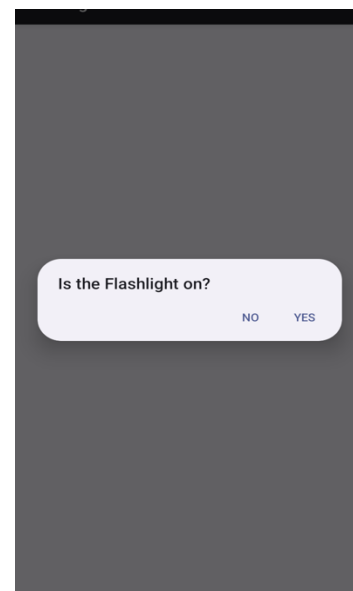 Is the Flashlight on?
NO YES